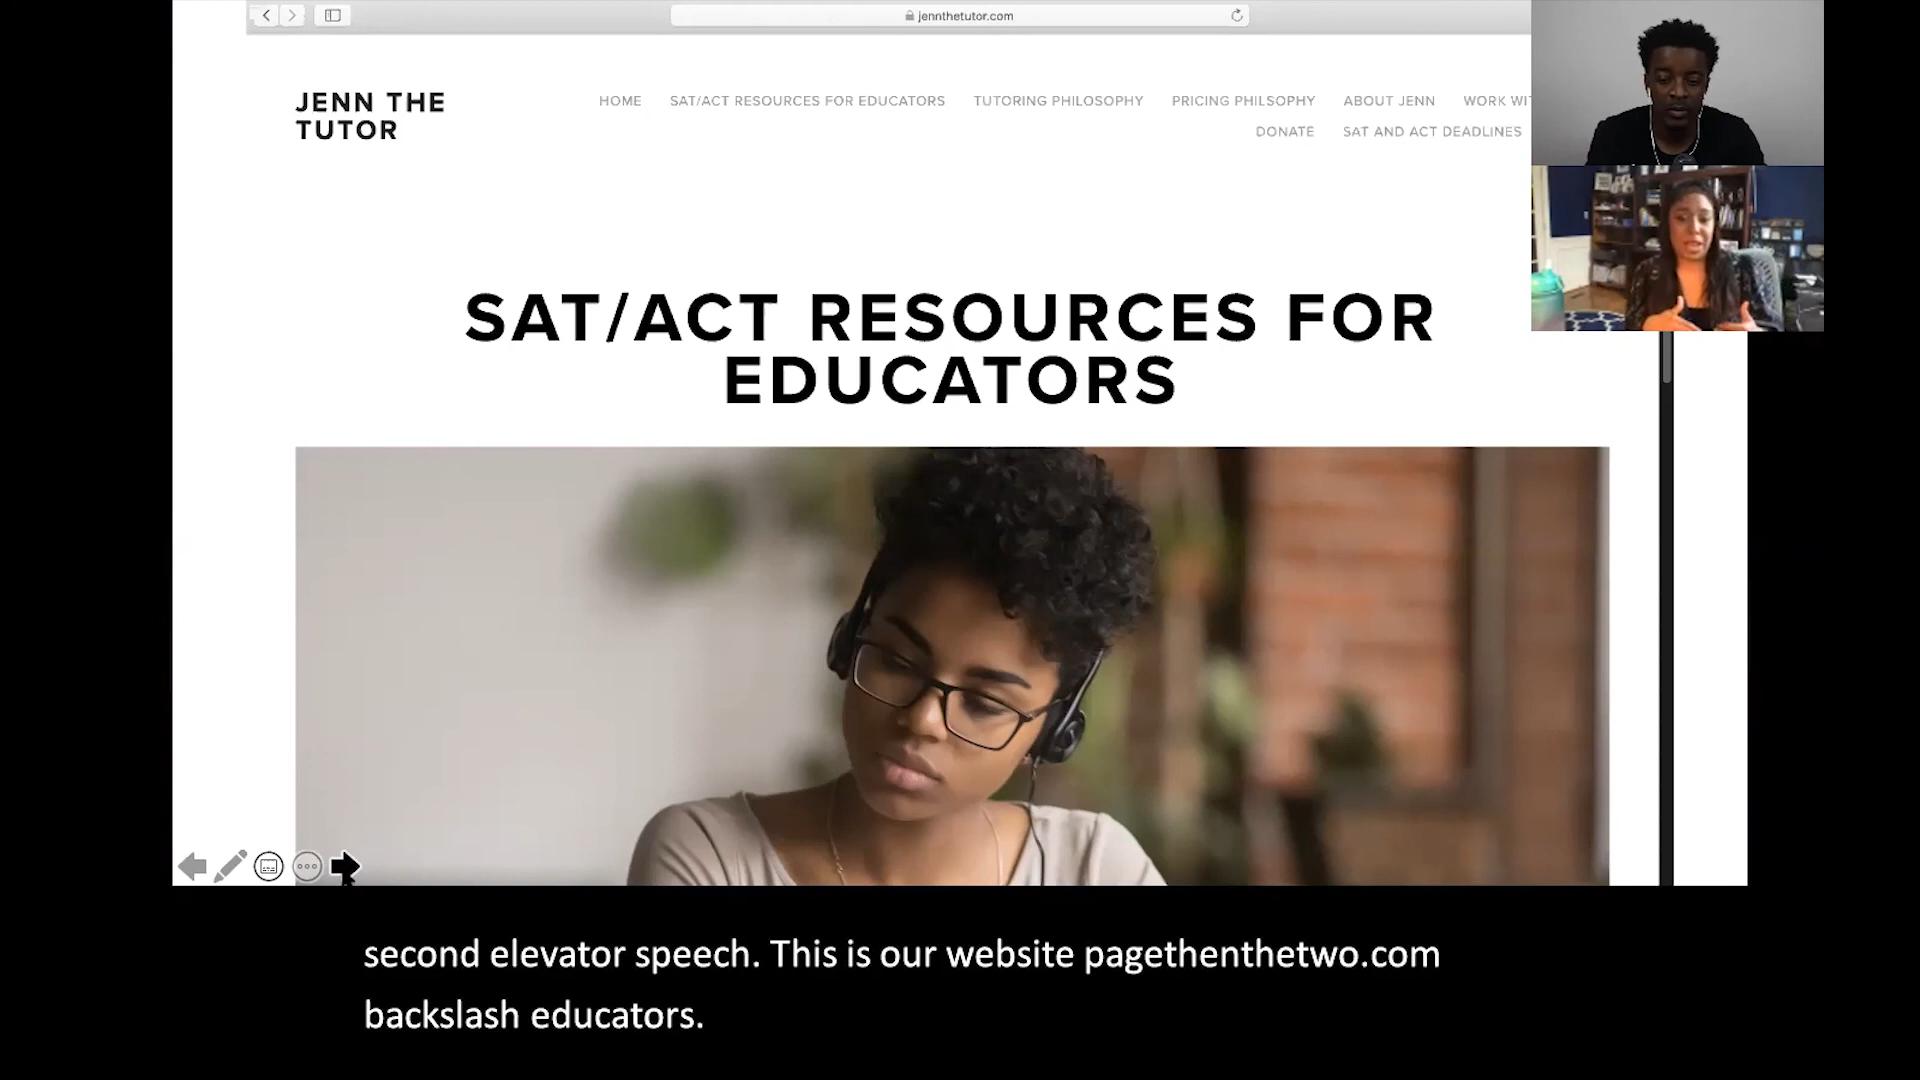 jennthetutor.com
JENN THE
TUTOR
HOME SAT/ACT RESOURCES FOR EDUCATORS TUTORING PHILOSOPHY PRICING PHILSOPHY ABOUT JENN WORK
DONATE SAT AND ACT DEADLINES
SAT/ACT RESOURCES FOR
EDUCATORS
second elevator speech. This is our website pagethenthetwo.com
backslash educators.